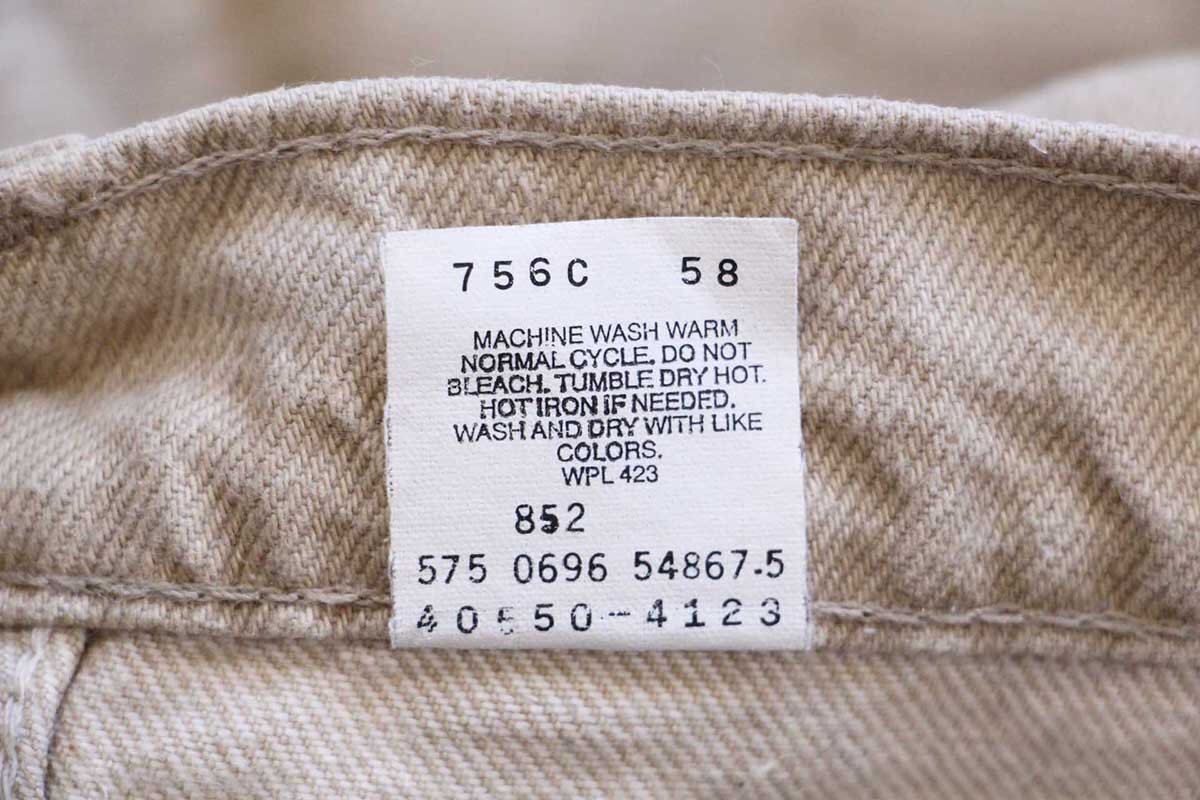 756C 58
MACHINE WASH WARM
NORMAL CYCLE. DO NOT
BLEACH. TUMBLE DRY HOT.
HOT IRON IF NEEDED.
WASH AND DRY WITH LIKE
COLORS.
WPL 423
852
575 0696 54867.5
40550-4123